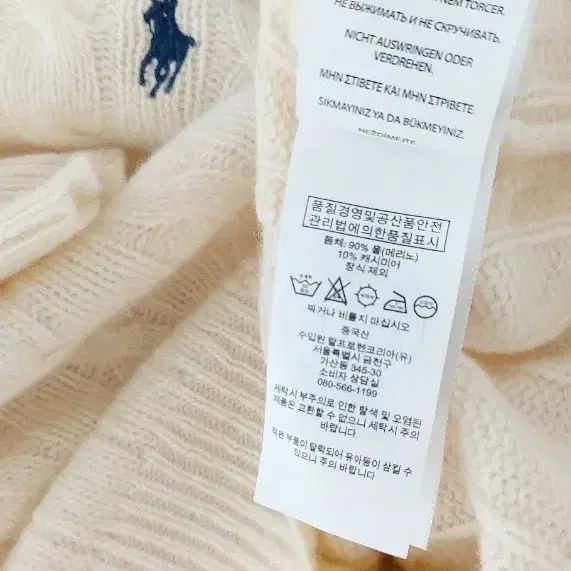 NEM TORCER.
НЕ ВЫЖИМАТЬ И НЕ СКРУЧИВАТЬ.
NICHT AUSWRINGEN ODER
VERDREHEN.
ΜΗΝ ΣΤΙΒΕΤΕ ΚΑΙ ΜΗΝ ΣΤΡΙΒΕΤΕ.
SIKMAYINIZ YA DA BÜKMEYİNİZ.
품질경영및공산품안전
관리법에의한품질표시
몸체: 90% 울(메리노)
10% 캐시미어
장식 제외
짜거나 비틀지 마십시오
중국산
수입원 랄프로렌코리아(유)
서울특별시 금천구
가산동 345-30
소비자 상담실
080-566-1199
세탁시 부주의로 인한 탈색 및 오염된
제품은 교환할 수 없으니 세탁시 주의
바랍니다.
작은 부품이 탈락되어 유아동이 삼킬 수
있으니 주의 바랍니다